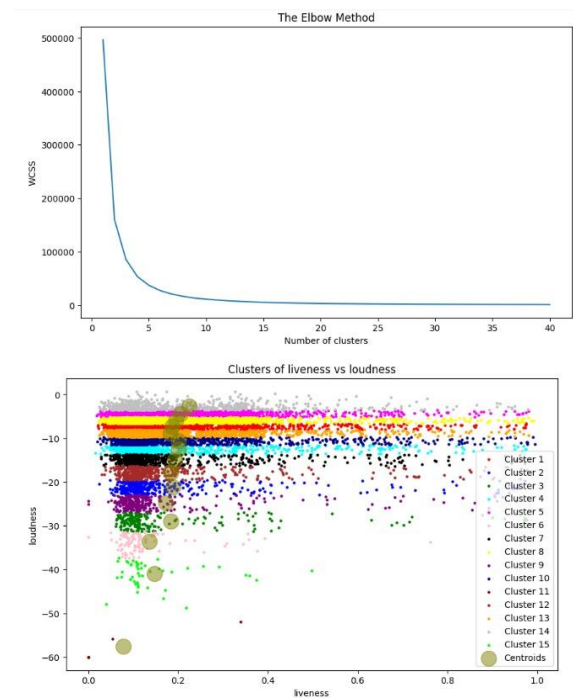 The Elbow Method
500000
400000
300000
200000
100000
0
WCSS
0 5 10 15 20 25 30 35 40
Number of clusters
Clusters of liveness vs loudness
0
−10
−20
−30
−40
−50
−60
loudness
Cluster 1
Cluster 2
Cluster 3
Cluster 4
Cluster 5
Cluster 6
Cluster 7
Cluster 8
Cluster 9
Cluster 10
Cluster 11
Cluster 12
Cluster 13
Cluster 14
Cluster 15
Centroids
0.0 0.2 0.4 0.6 0.8 1.0
liveness